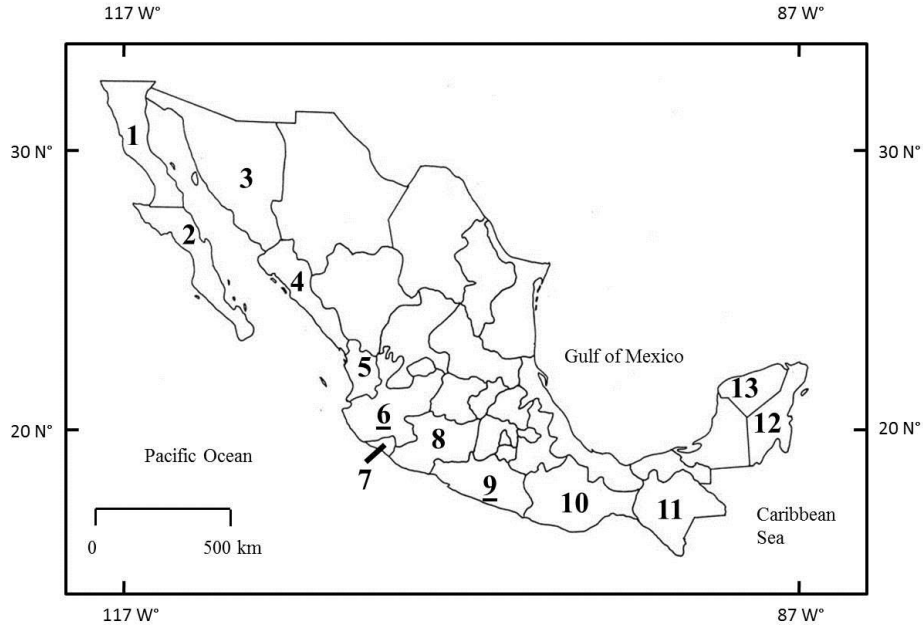 117 W° 87 W°
1
30 N° 30 N°
3
2
4
Gulf of Mexico
5
13
6
12
20 N° 20 N°
8
Pacific Ocean
7
9
10
11
Caribbean
Sea
0 500 km
117 W° 87 W°